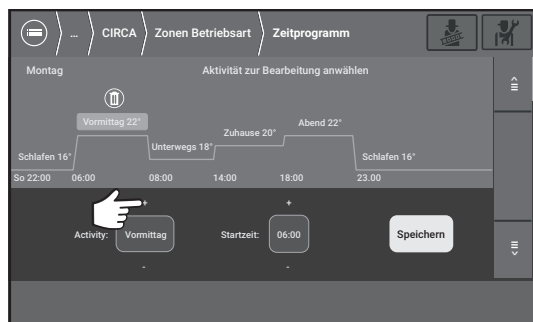 ... CIRCA Zonen Betriebsart Zeitprogramm
Montag Aktivität zur Bearbeitung anwählen
Vormittag 22° Abend 22°
Zuhause 20°
Unterwegs 18°
Schlafen 16° Schlafen 16°
So 22:00 06:00 08:00 14:00 18:00 23.00
+ +
Activity: Vormittag Startzeit: 06:00 Speichern
- -